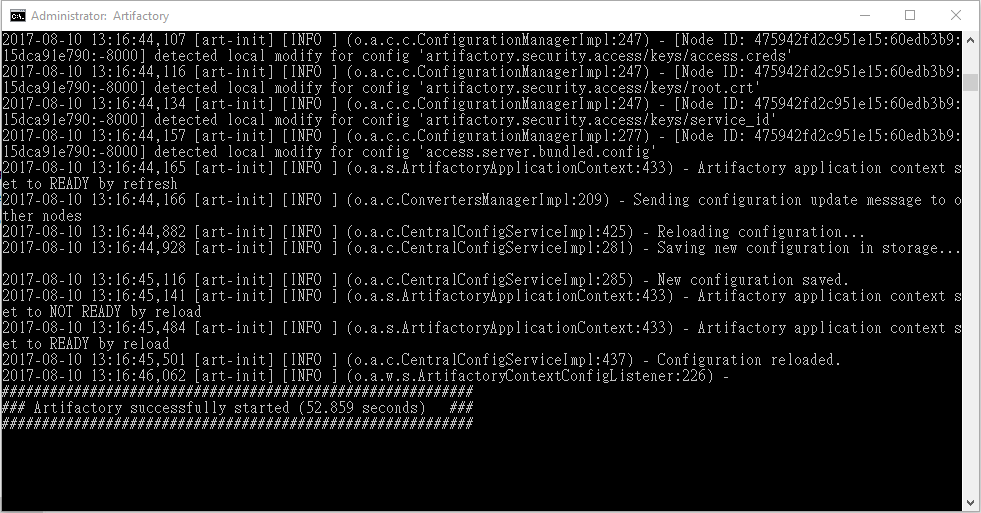 Administrator: Artifactory
2017-08-10 13:16:44,107 [art-init] [INFO ] (o.a.c.c.ConfigurationManagerImpl:247) - [Node ID: 475942fd2c951e15:60edb3b9:
15dca91e790:-8000] detected local modify for config 'artifactory.security.access/keys/access.creds'
2017-08-10 13:16:44,116 [art-init] [INFO ] (o.a.c.c.ConfigurationManagerImpl:247) - [Node ID: 475942fd2c951e15:60edb3b9:
15dca91e790:-8000] detected local modify for config 'artifactory.security.access/keys/root.crt'
2017-08-10 13:16:44,134 [art-init] [INFO ] (o.a.c.c.ConfigurationManagerImpl:247) - [Node ID: 475942fd2c951e15:60edb3b9:
15dca91e790:-8000] detected local modify for config 'artifactory.security.access/keys/service_id'
2017-08-10 13:16:44,157 [art-init] [INFO ] (o.a.c.c.ConfigurationManagerImpl:277) - [Node ID: 475942fd2c951e15:60edb3b9:
15dca91e790:-8000] detected local modify for config 'access.server.bundled.config'
2017-08-10 13:16:44,165 [art-init] [INFO ] (o.a.s.ArtifactoryApplicationContext:433) - Artifactory application context s
et to READY by refresh
2017-08-10 13:16:44,166 [art-init] [INFO ] (o.a.c.ConvertersManagerImpl:209) - Sending configuration update message to o
ther nodes
2017-08-10 13:16:44,882 [art-init] [INFO ] (o.a.c.CentralConfigServiceImpl:425) - Reloading configuration...
2017-08-10 13:16:44,928 [art-init] [INFO ] (o.a.c.CentralConfigServiceImpl:281) - Saving new configuration in storage...
2017-08-10 13:16:45,116 [art-init] [INFO ] (o.a.c.CentralConfigServiceImpl:285) - New configuration saved.
2017-08-10 13:16:45,141 [art-init] [INFO ] (o.a.s.ArtifactoryApplicationContext:433) - Artifactory application context s
et to NOT READY by reload
2017-08-10 13:16:45,484 [art-init] [INFO ] (o.a.s.ArtifactoryApplicationContext:433) - Artifactory application context s
et to READY by reload
2017-08-10 13:16:45,501 [art-init] [INFO ] (o.a.c.CentralConfigServiceImpl:437) - Configuration reloaded.
2017-08-10 13:16:46,062 [art-init] [INFO ] (o.a.w.s.ArtifactoryContextConfigListener:226) -
###########################################################
### Artifactory successfully started (52.859 seconds)   ###
###########################################################